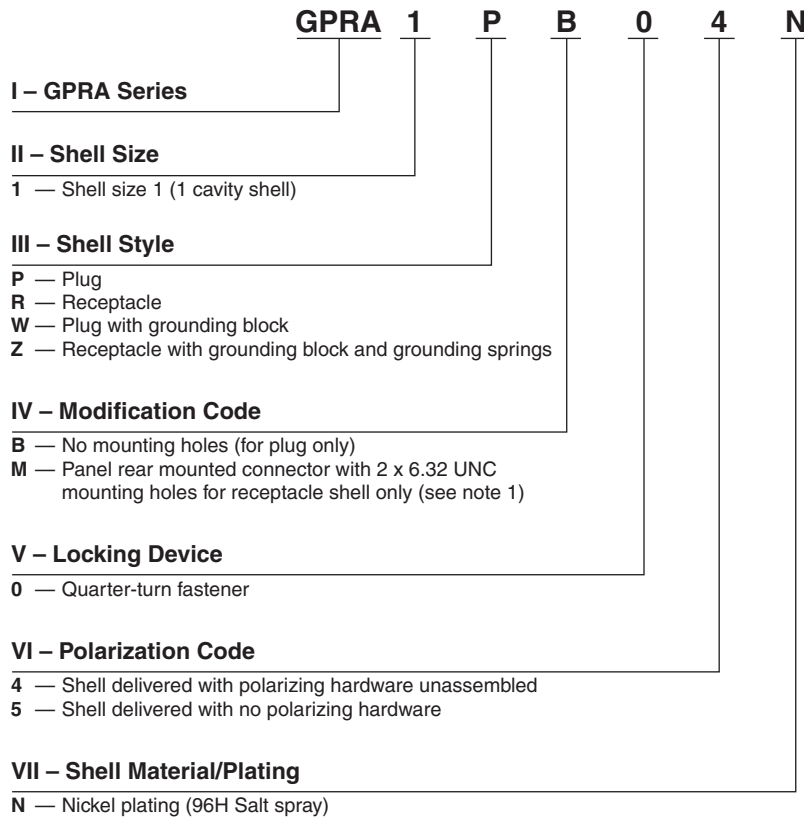 GPRA 1 P B 0 4 N
I – GPRA Series
II – Shell Size
1 — Shell size 1 (1 cavity shell)
III – Shell Style
P — Plug
R — Receptacle
W — Plug with grounding block
Z — Receptacle with grounding block and grounding springs
IV – Modification Code
B — No mounting holes (for plug only)
M — Panel rear mounted connector with 2 x 6.32 UNC
mounting holes for receptacle shell only (see note 1)
V – Locking Device
0 — Quarter-turn fastener
VI – Polarization Code
4 — Shell delivered with polarizing hardware unassembled
5 — Shell delivered with no polarizing hardware
VII – Shell Material/Plating
N — Nickel plating (96H Salt spray)